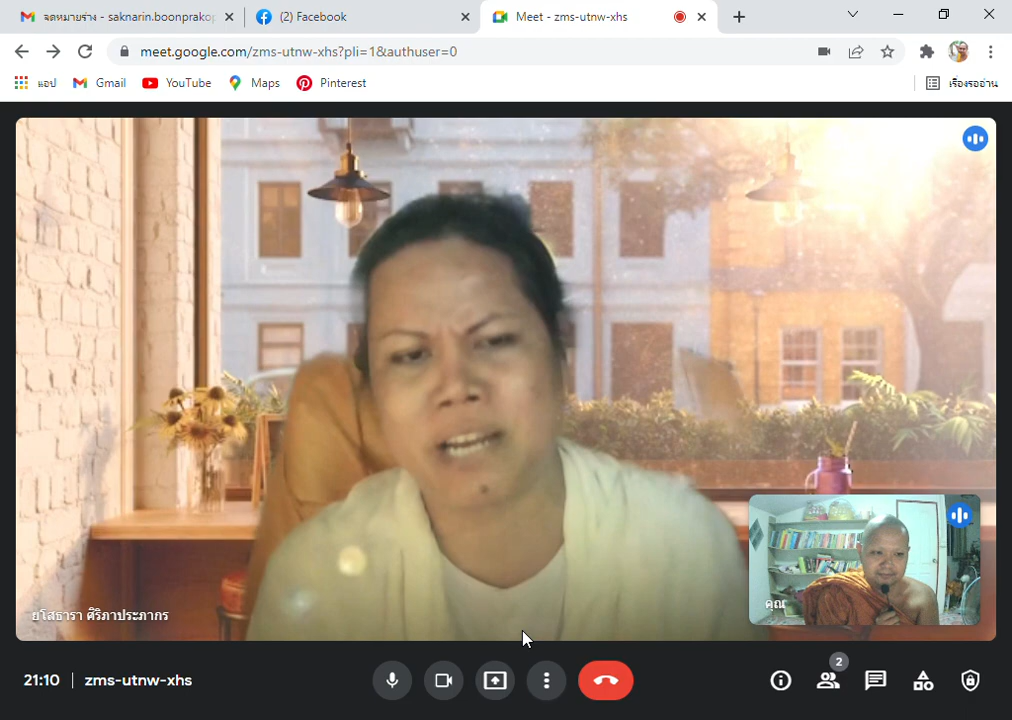 จดหมายร่าง - saknarin.boonprako
(2) Facebook
Meet - zms-utnw-xhs
meet.google.com/zms-utnw-xhs?pli=1&authuser=0
แอป
Gmail
YouTube
Maps
Pinterest
เรื่องรออ่าน
ยโสธารา ศิริภาประภากร
คุณ
21:10
zms-utnw-xhs
2